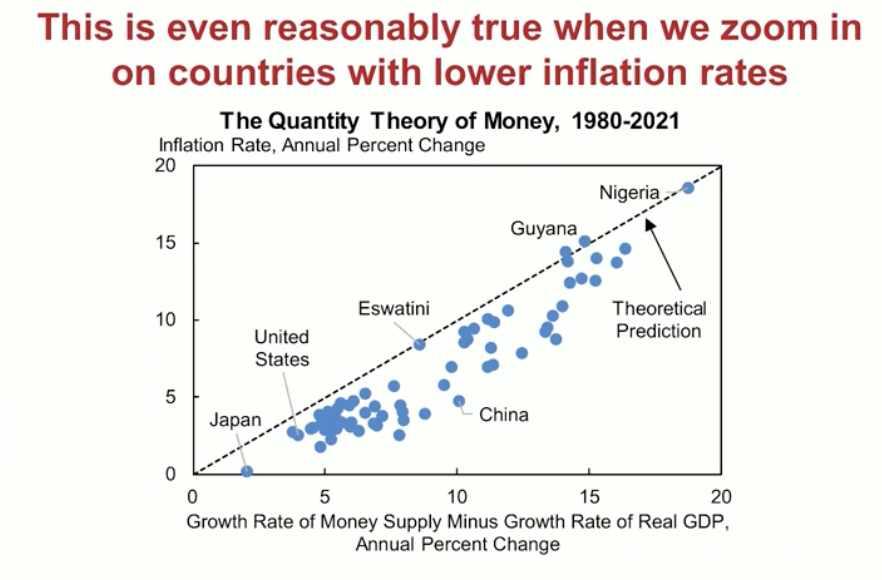 This is even reasonably true when we zoom in
on countries with lower inflation rates
The Quantity Theory of Money, 1980-2021
Inflation Rate, Annual Percent Change
20
15
10
5
0
Nigeria
Guyana
Eswatini
Theoretical
Prediction
United
States
Japan
China
0 5 10 15 20
Growth Rate of Money Supply Minus Growth Rate of Real GDP,
Annual Percent Change